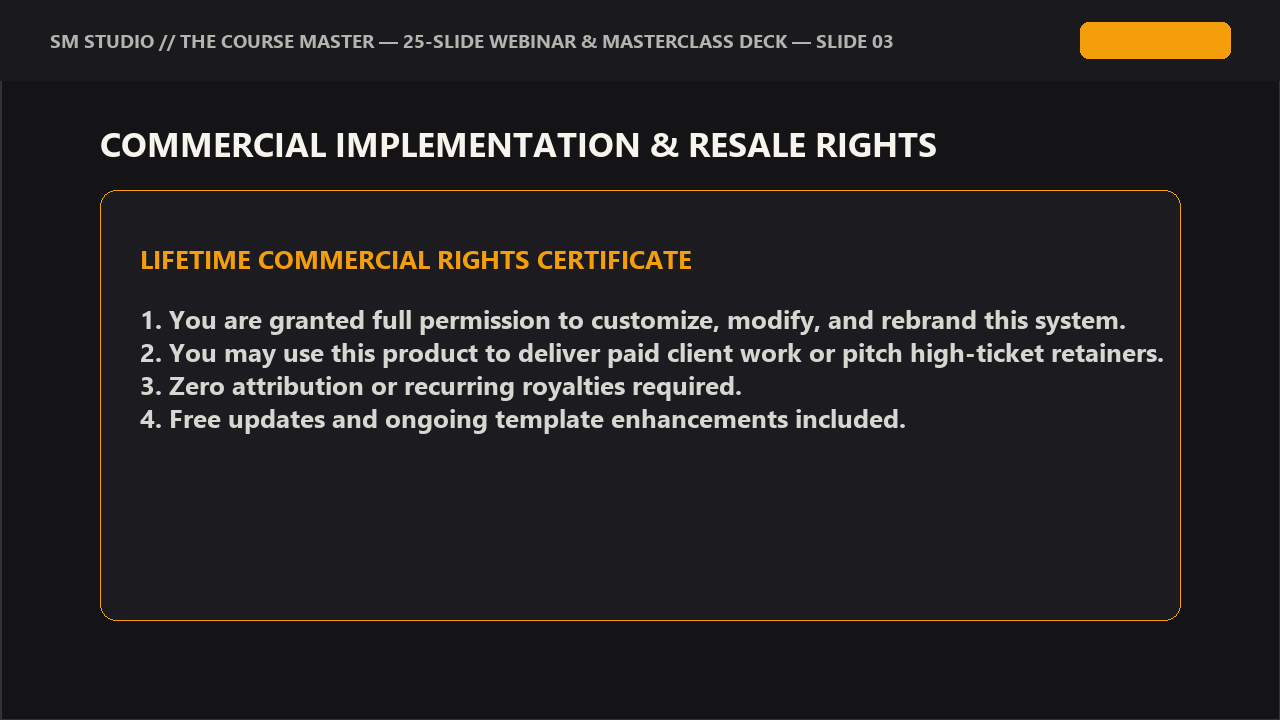 SM STUDIO // THE COURSE MASTER — 25-SLIDE WEBINAR & MASTERCLASS DECK — SLIDE 03
COMMERCIAL IMPLEMENTATION & RESALE RIGHTS
LIFETIME COMMERCIAL RIGHTS CERTIFICATE
1. You are granted full permission to customize, modify, and rebrand this system.
2. You may use this product to deliver paid client work or pitch high-ticket retainers.
3. Zero attribution or recurring royalties required.
4. Free updates and ongoing template enhancements included.